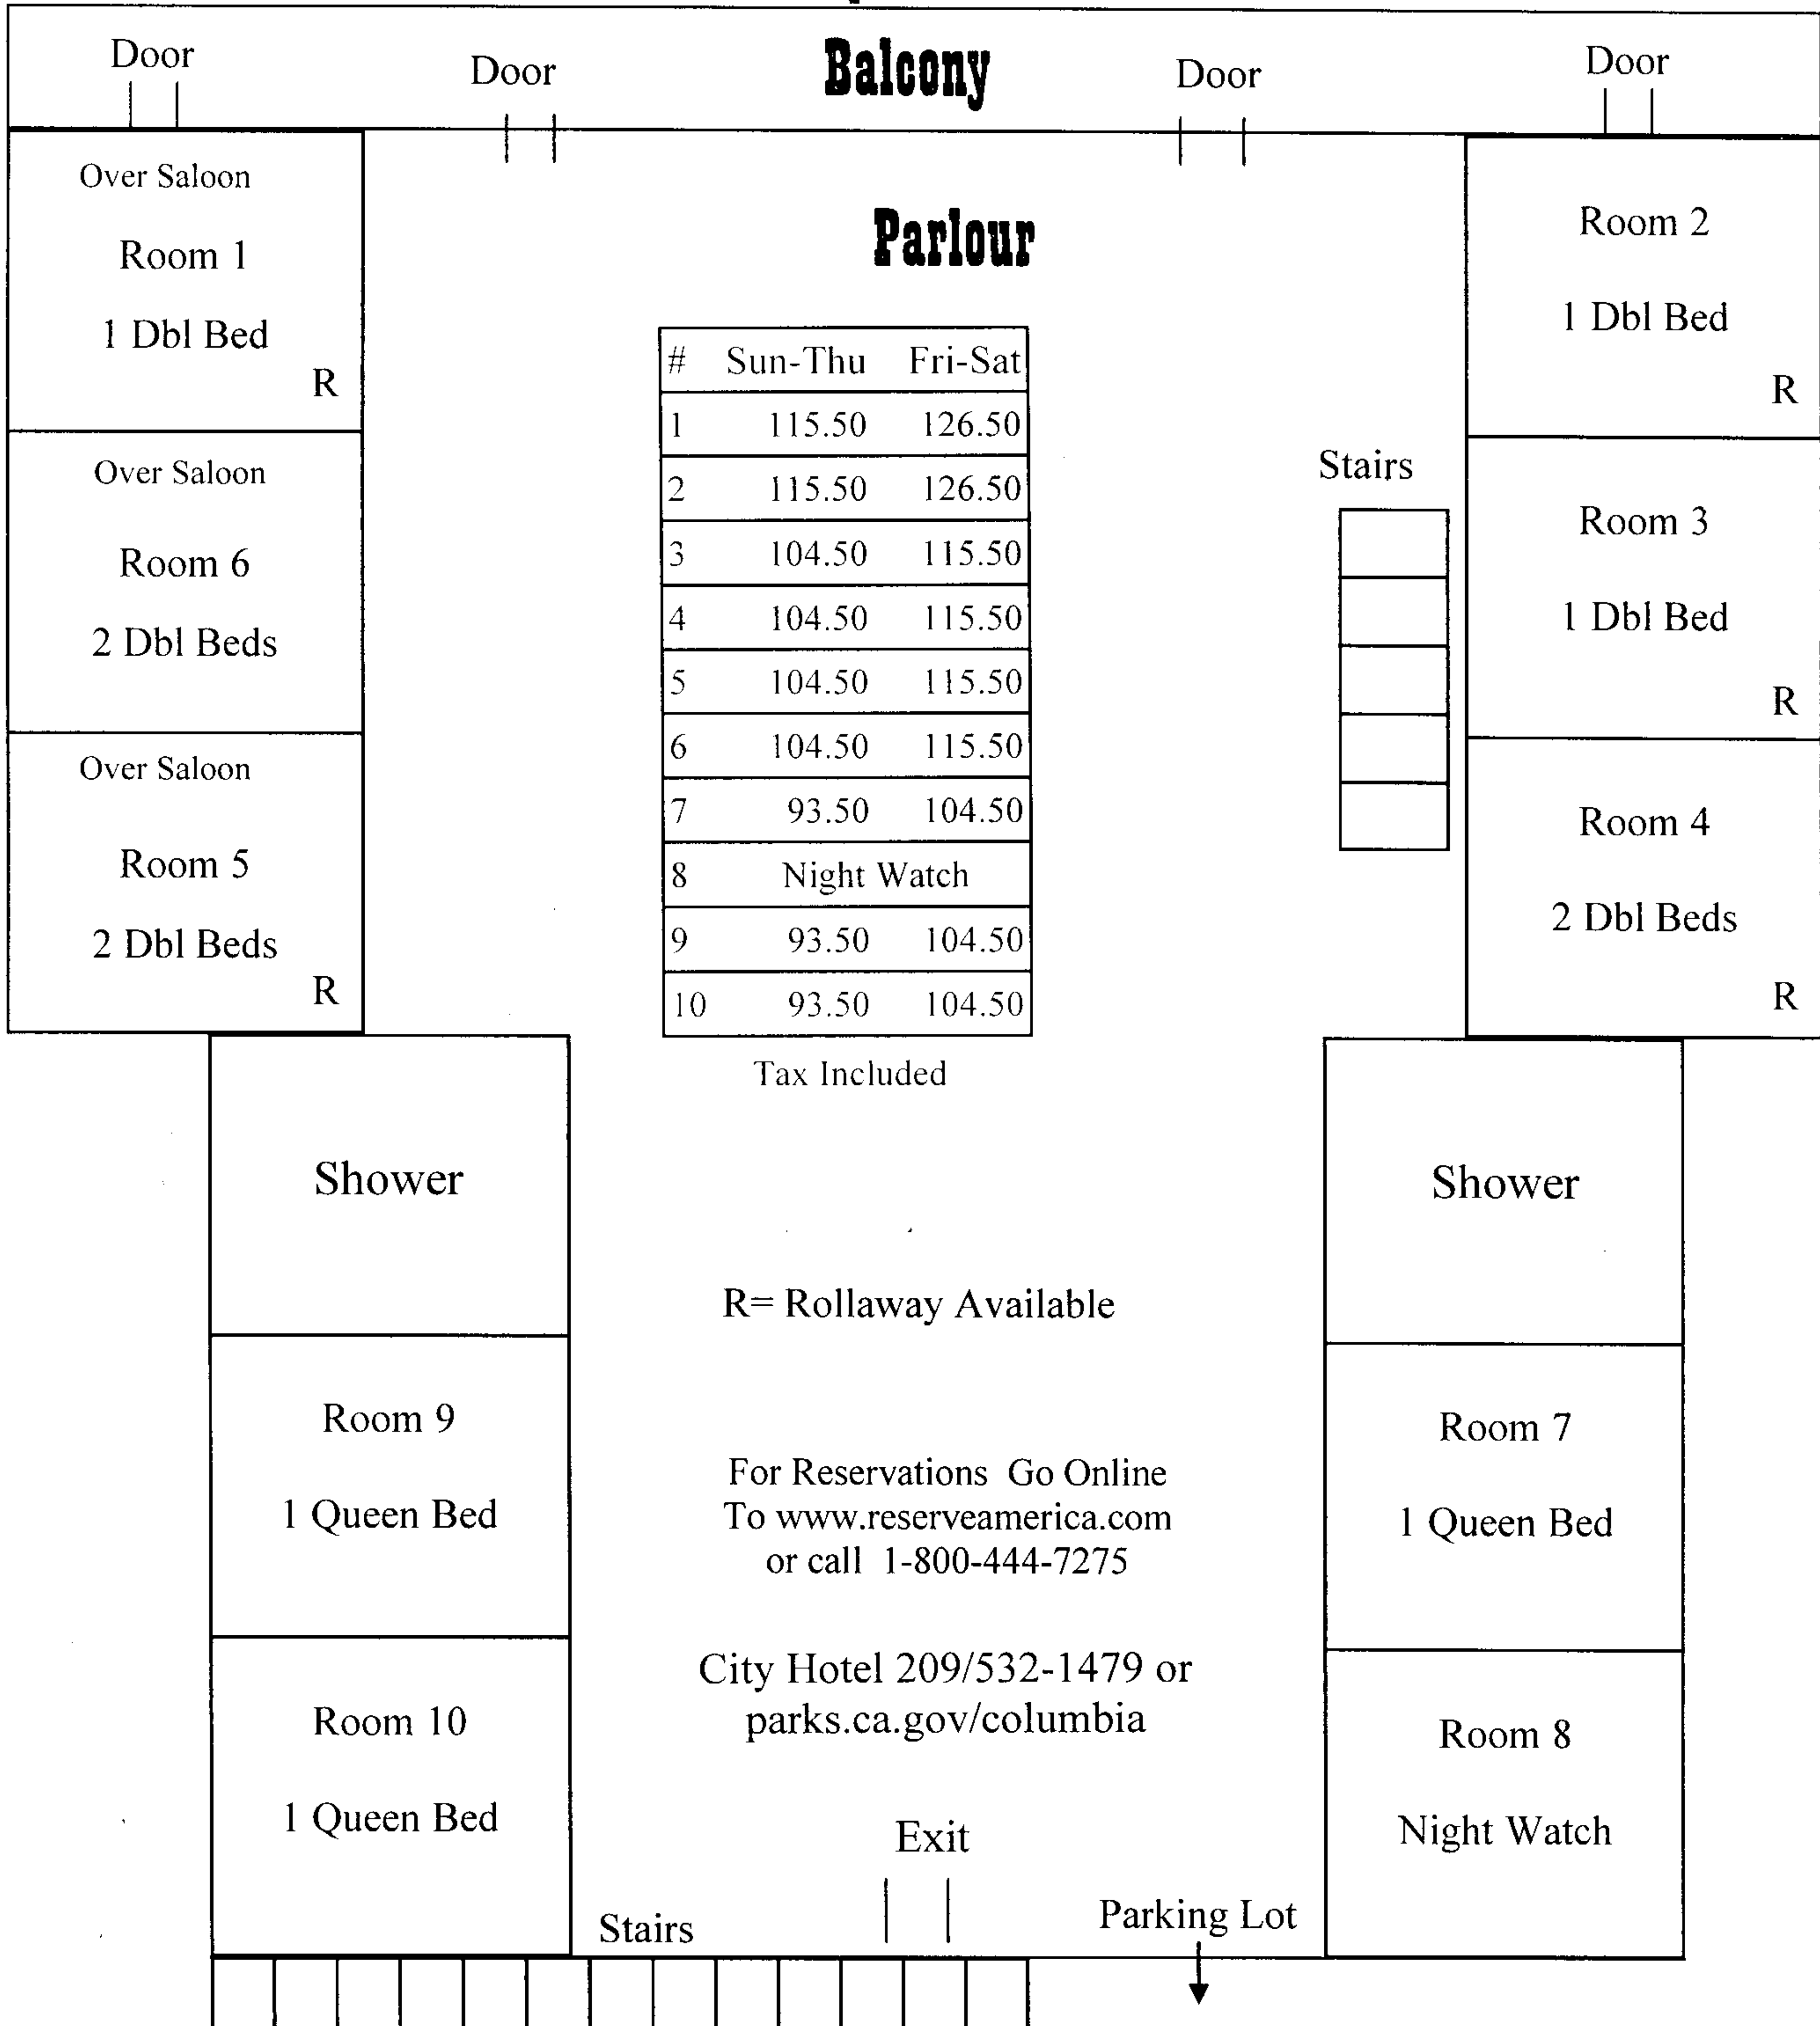 Balcony
Door
Door
Door
Door
Over Saloon
Room 1
1 Dbl Bed
R
Over Saloon
Room 6
2 Dbl Beds
Over Saloon
Room 5
2 Dbl Beds
R
Parlour
# Sun-Thu Fri-Sat
1 115.50 126.50
2 115.50 126.50
3 104.50 115.50
4 104.50 115.50
5 104.50 115.50
6 104.50 115.50
7 93.50 104.50
8 Night Watch
9 93.50 104.50
10 93.50 104.50
Tax Included
Stairs
Room 2
1 Dbl Bed
R
Room 3
1 Dbl Bed
R
Room 4
2 Dbl Beds
R
Shower
Room 9
1 Queen Bed
Room 10
1 Queen Bed
R= Rollaway Available
For Reservations Go Online
To www.reserveamerica.com
or call 1-800-444-7275
City Hotel 209/532-1479 or
parks.ca.gov/columbia
Exit
Stairs
Parking Lot
Shower
Room 7
1 Queen Bed
Room 8
Night Watch